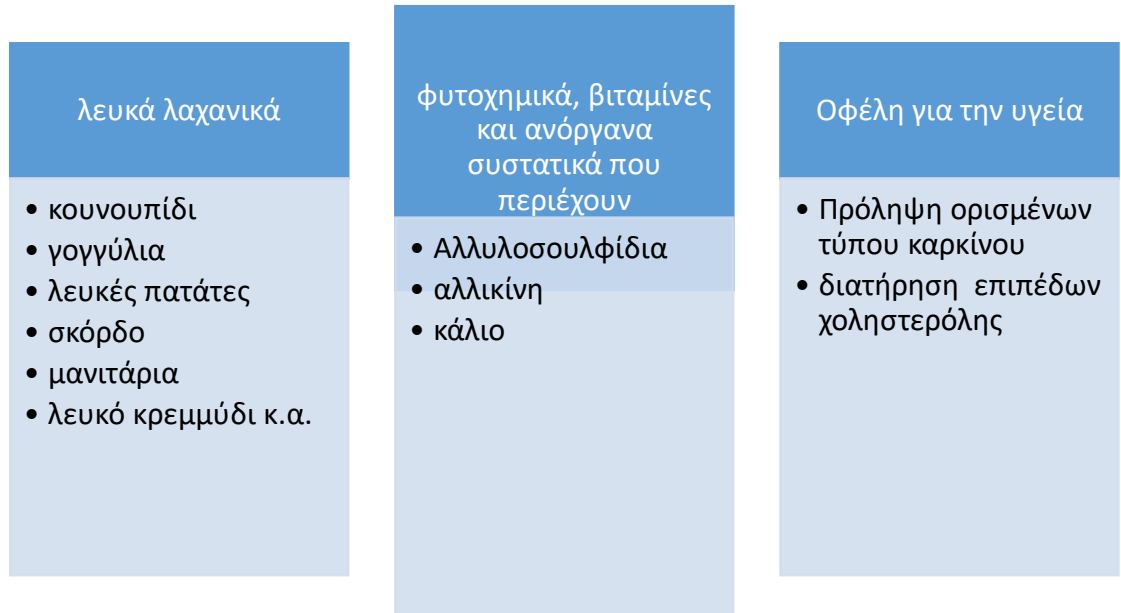 λευκά λαχανικά
• κουνουπίδι
• γογγύλια
• λευκές πατάτες
• σκόρδο
• μανιτάρια
• λευκό κρεμμύδι κ.α.
φυτοχημικά, βιταμίνες
και ανόργανα
συστατικά που
περιέχουν
• Αλλυλοσουλφίδια
• αλλικίνη
• κάλιο
Οφέλη για την υγεία
• Πρόληψη ορισμένων
τύπου καρκίνου
• διατήρηση επιπέδων
χοληστερόλης